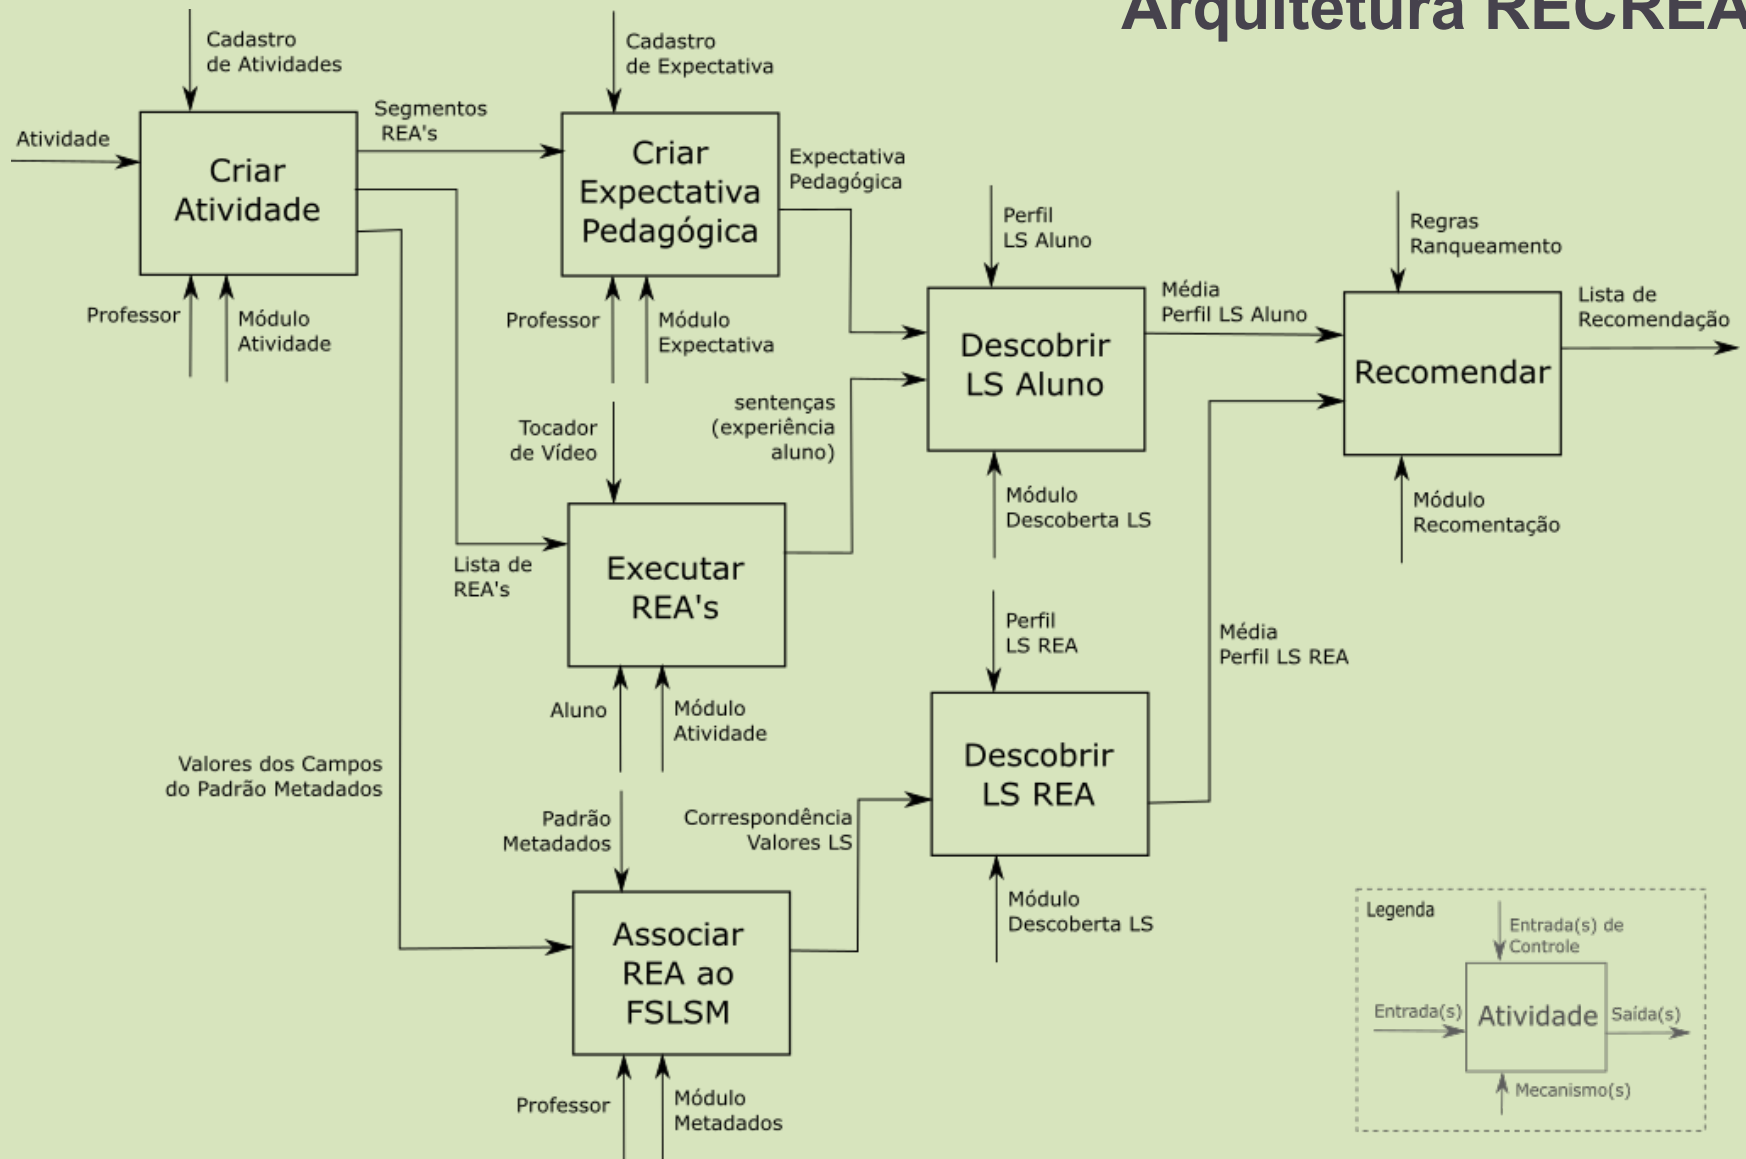 Arquitetura RECREA
Cadastro
de Atividades
Cadastro
de Expectativa
Atividade
Criar
Atividade
Segmentos
REA's
Criar
Expectativa
Pedagógica
Expectativa
Pedagógica
Perfil
LS Aluno
Regras
Ranqueamento
Professor
Módulo
Atividade
Professor
Módulo
Expectativa
Descobrir
LS Aluno
Média
Perfil LS Aluno
Recomendar
Lista de
Recomendação
Tocador
de Vídeo
sentenças
(experiência
aluno)
Módulo
Descoberta LS
Módulo
Recomentação
Lista de
REA's
Executar
REA's
Perfil
LS REA
Média
Perfil LS REA
Aluno
Módulo
Atividade
Valores dos Campos
do Padrão Metadados
Padrão
Metadados
Correspondência
Valores LS
Descobrir
LS REA
Módulo
Descoberta LS
Associar
REA ao
FSLSM
Professor
Módulo
Metadados
Legenda
Entrada(s) de
Controle
Entrada(s)
Atividade
Saída(s)
Mecanismo(s)